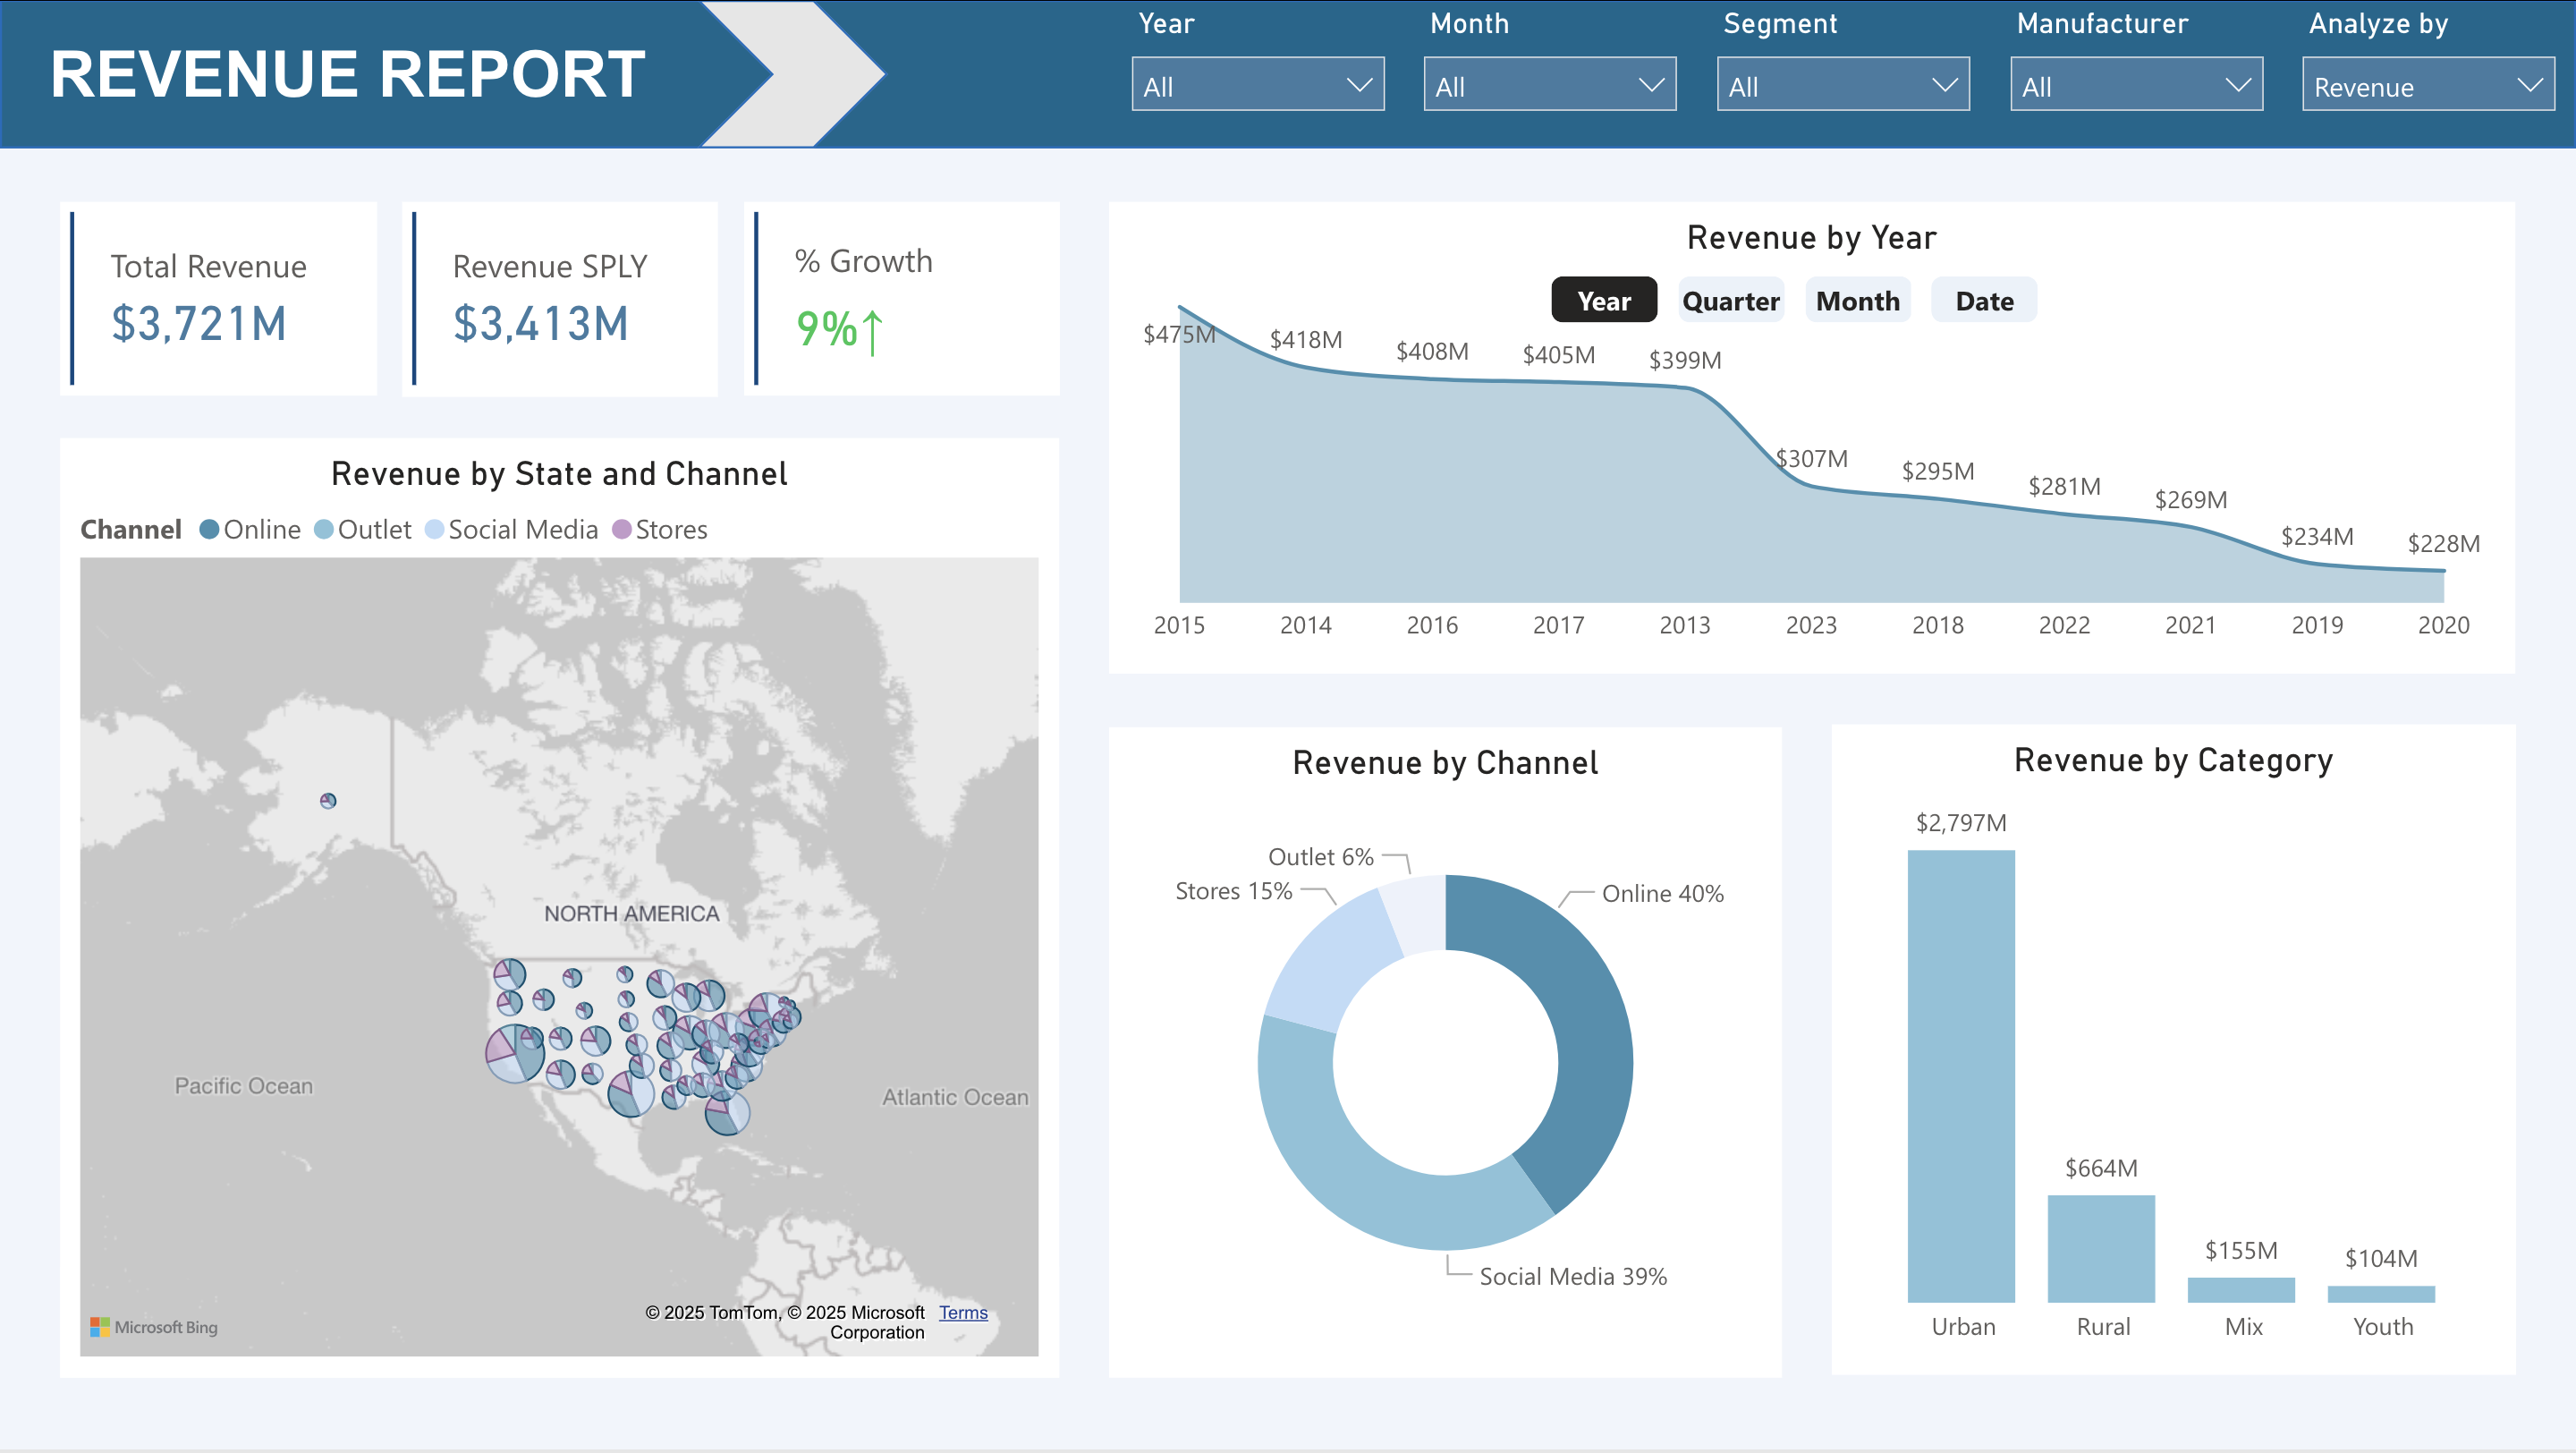 REVENUE REPORT
Year
Month
Segment
Manufacturer
Analyze by
All
All
All
All
Revenue
Total Revenue
$3,721M
Revenue SPLY
$3,413M
% Growth
9%↑
Revenue by Year
Year
Quarter
Month
Date
$475M
$418M
$408M
$405M
$399M
$307M
$295M
$281M
$269M
$234M
$228M
2015
2014
2016
2017
2013
2023
2018
2022
2021
2019
2020
Revenue by State and Channel
Channel Online Outlet Social Media Stores
NORTH AMERICA
Pacific Ocean
Atlantic Ocean
Microsoft Bing
© 2025 TomTom, © 2025 Microsoft Terms
Corporation
Revenue by Channel
Outlet 6%
Stores 15%
Online 40%
Social Media 39%
Revenue by Category
$2,797M
$664M
$155M
$104M
Urban
Rural
Mix
Youth